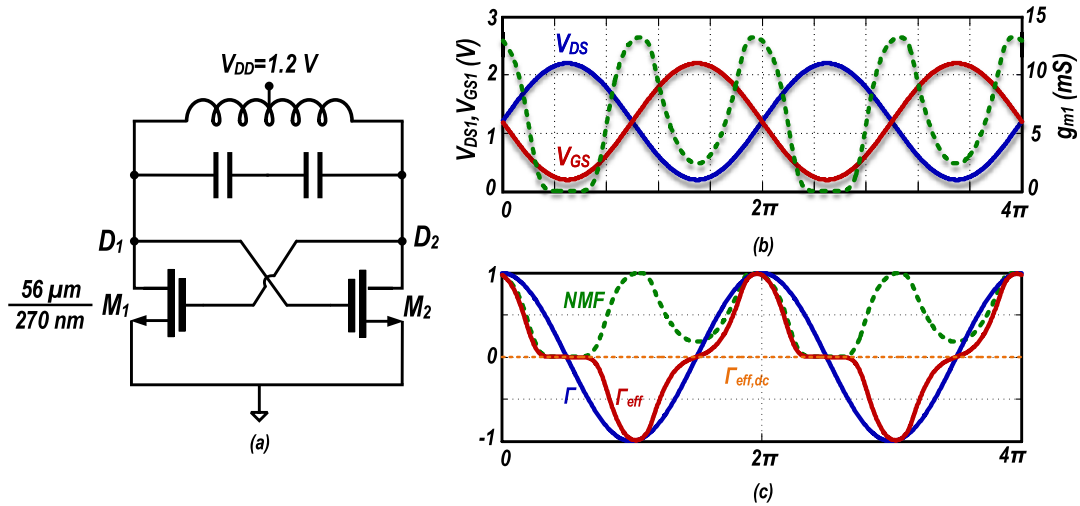 V_DD=1.2 V
D_1
D_2
56 μm
270 nm
M_1
M_2
(a)
V_DS1, V_GS1 (V)
3
2
1
0
V_DS
V_GS
15
10
5
0
g_m1 (mS)
0
2π
4π
(b)
1
0
-1
NMF
Γ
Γ_eff
Γ_eff,dc
0
2π
4π
(c)